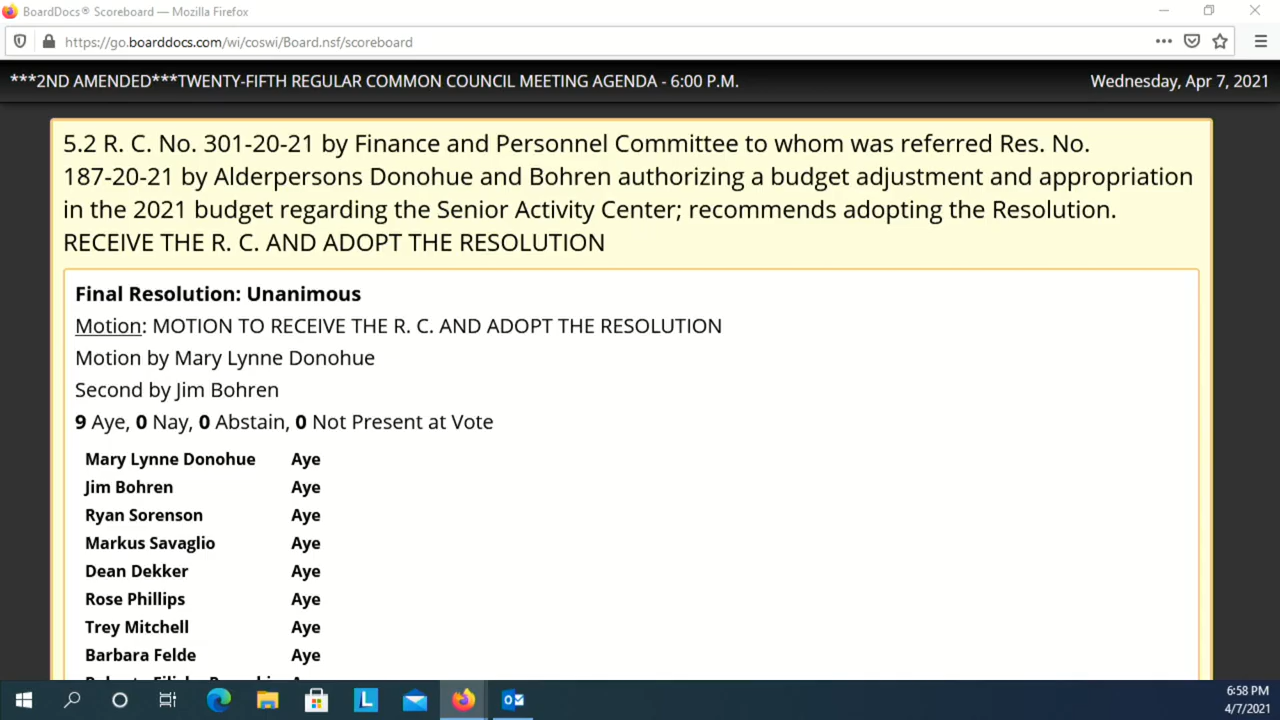 BoardDocs® Scoreboard — Mozilla Firefox
https://go.boarddocs.com/wi/coswi/Board.nsf/scoreboard
***2ND AMENDED***TWENTY-FIFTH REGULAR COMMON COUNCIL MEETING AGENDA - 6:00 P.M.
Wednesday, Apr 7, 2021
5.2 R. C. No. 301-20-21 by Finance and Personnel Committee to whom was referred Res. No.
187-20-21 by Alderpersons Donohue and Bohren authorizing a budget adjustment and appropriation
in the 2021 budget regarding the Senior Activity Center; recommends adopting the Resolution.
RECEIVE THE R. C. AND ADOPT THE RESOLUTION
Final Resolution: Unanimous
Motion: MOTION TO RECEIVE THE R. C. AND ADOPT THE RESOLUTION
Motion by Mary Lynne Donohue
Second by Jim Bohren
9 Aye, 0 Nay, 0 Abstain, 0 Not Present at Vote
Mary Lynne Donohue Aye
Jim Bohren Aye
Ryan Sorenson Aye
Markus Savaglio Aye
Dean Dekker Aye
Rose Phillips Aye
Trey Mitchell Aye
Barbara Felde Aye
L
6:58 PM
4/7/2021